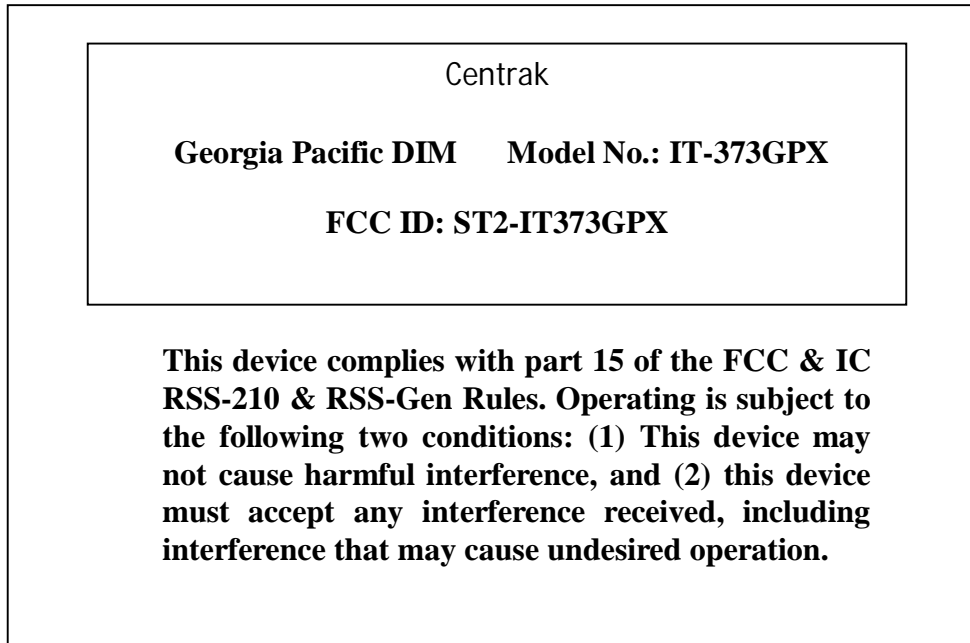 Centrak
Georgia Pacific DIM Model No.: IT-373GPX
FCC ID: ST2-IT373GPX
This device complies with part 15 of the FCC & IC
RSS-210 & RSS-Gen Rules. Operating is subject to
the following two conditions: (1) This device may
not cause harmful interference, and (2) this device
must accept any interference received, including
interference that may cause undesired operation.